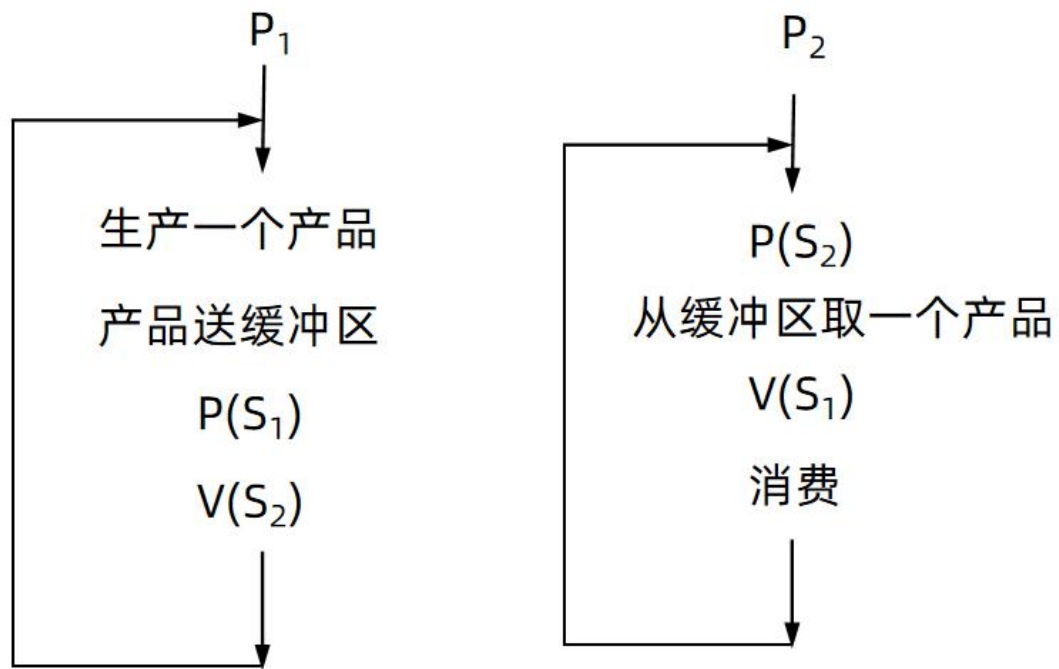 P₁
生产一个产品
产品送缓冲区
P(S₁)
V(S₂)
P₂
P(S₂)
从缓冲区取一个产品
V(S₁)
消费